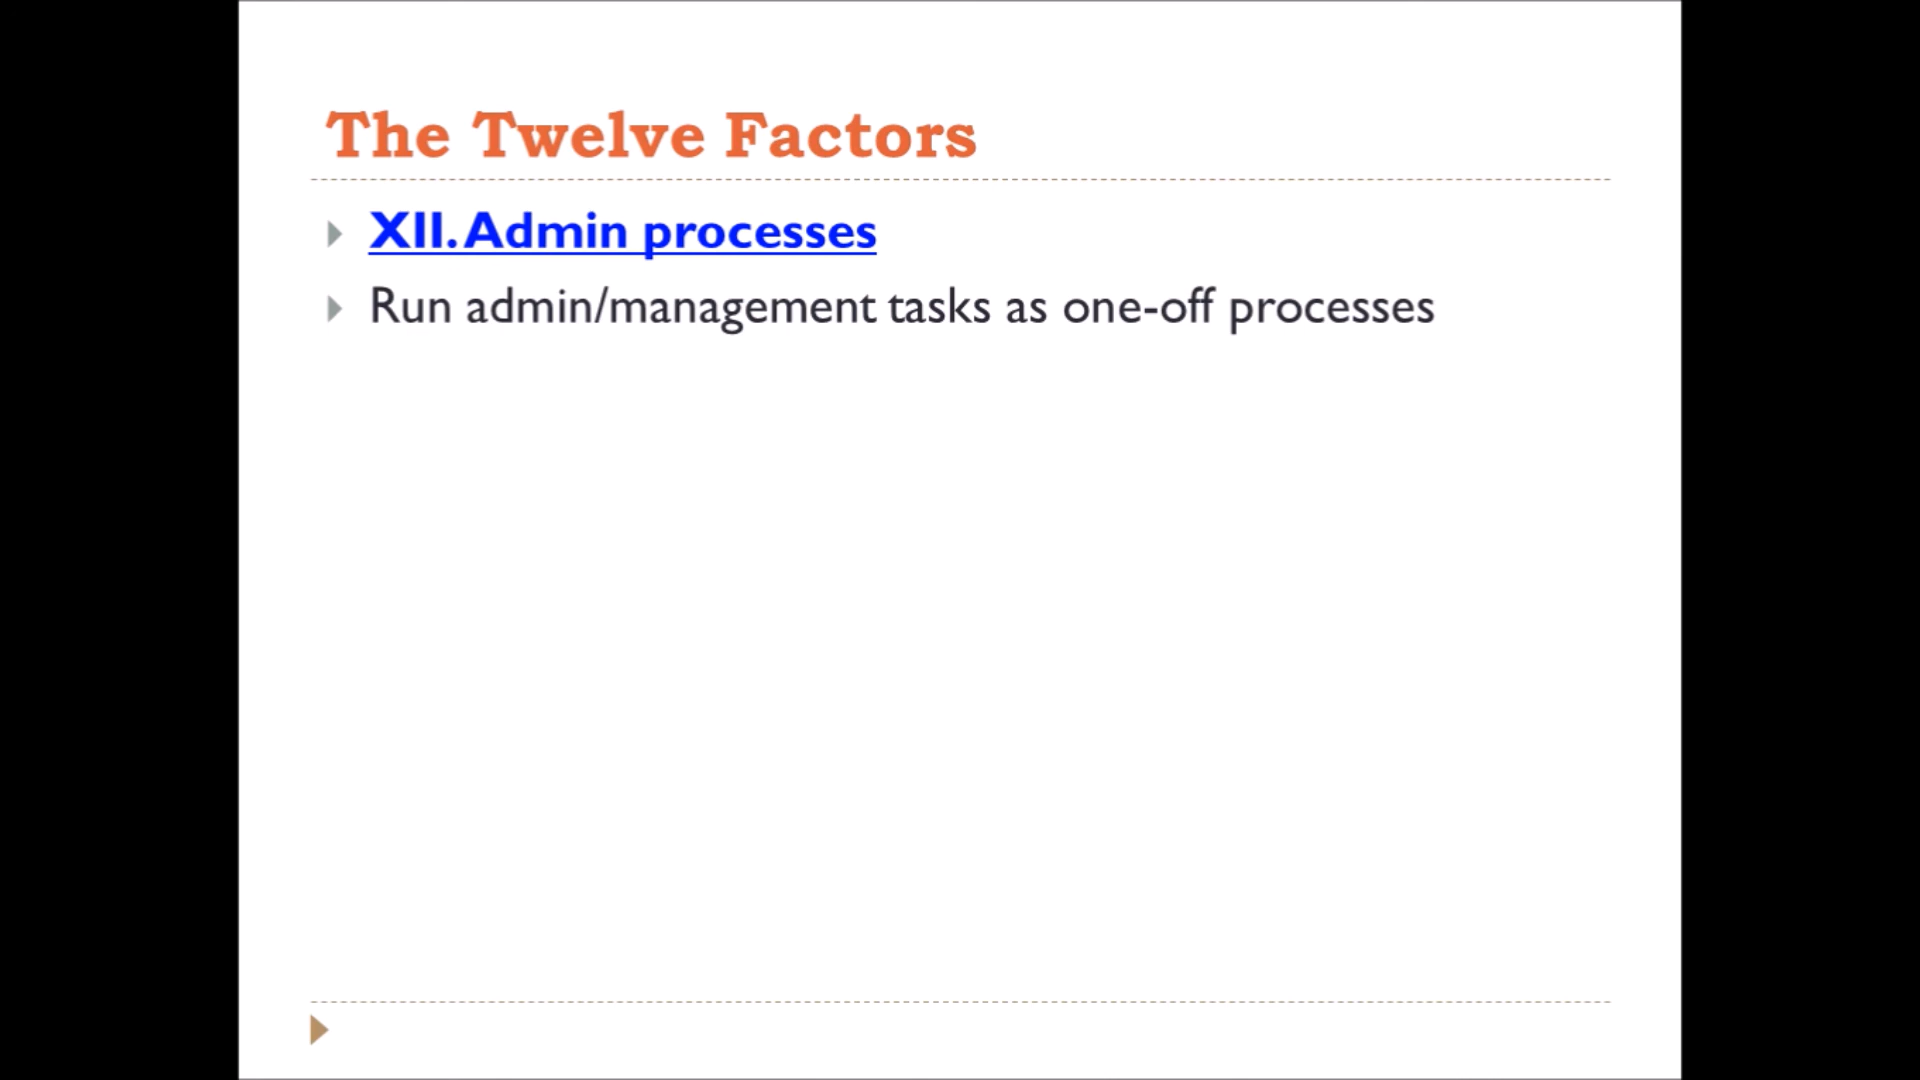 The Twelve Factors
XII. Admin processes
Run admin/management tasks as one-off processes